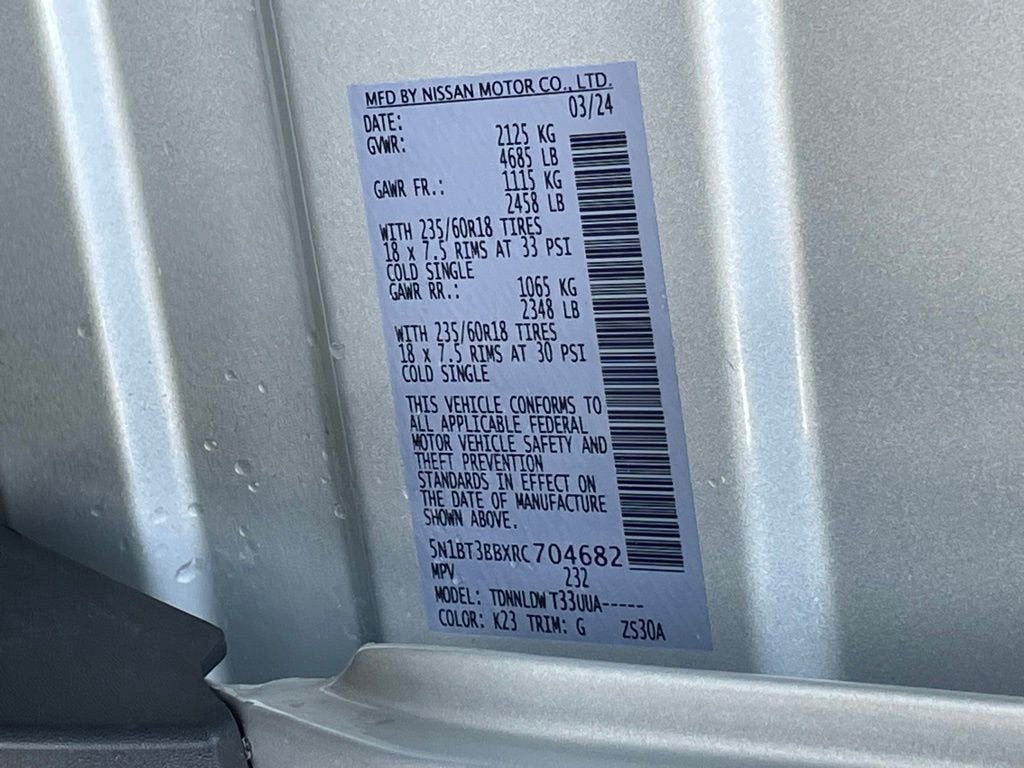 MFD BY NISSAN MOTOR CO., LTD.
DATE: 03/24
GVWR: 2125 KG
4685 LB
GAWR FR.: 1115 KG
2458 LB
WITH 235/60R18 TIRES
18 x 7.5 RIMS AT 33 PSI
COLD SINGLE
GAWR RR.: 1065 KG
2348 LB
WITH 235/60R18 TIRES
18 x 7.5 RIMS AT 30 PSI
COLD SINGLE
THIS VEHICLE CONFORMS TO
ALL APPLICABLE FEDERAL
MOTOR VEHICLE SAFETY AND
THEFT PREVENTION
STANDARDS IN EFFECT ON
THE DATE OF MANUFACTURE
SHOWN ABOVE.
5N1BT3BBXRC704682
MPV 232
MODEL: TDNNLDWT33UUA-----
COLOR: K23 TRIM: G ZS30A